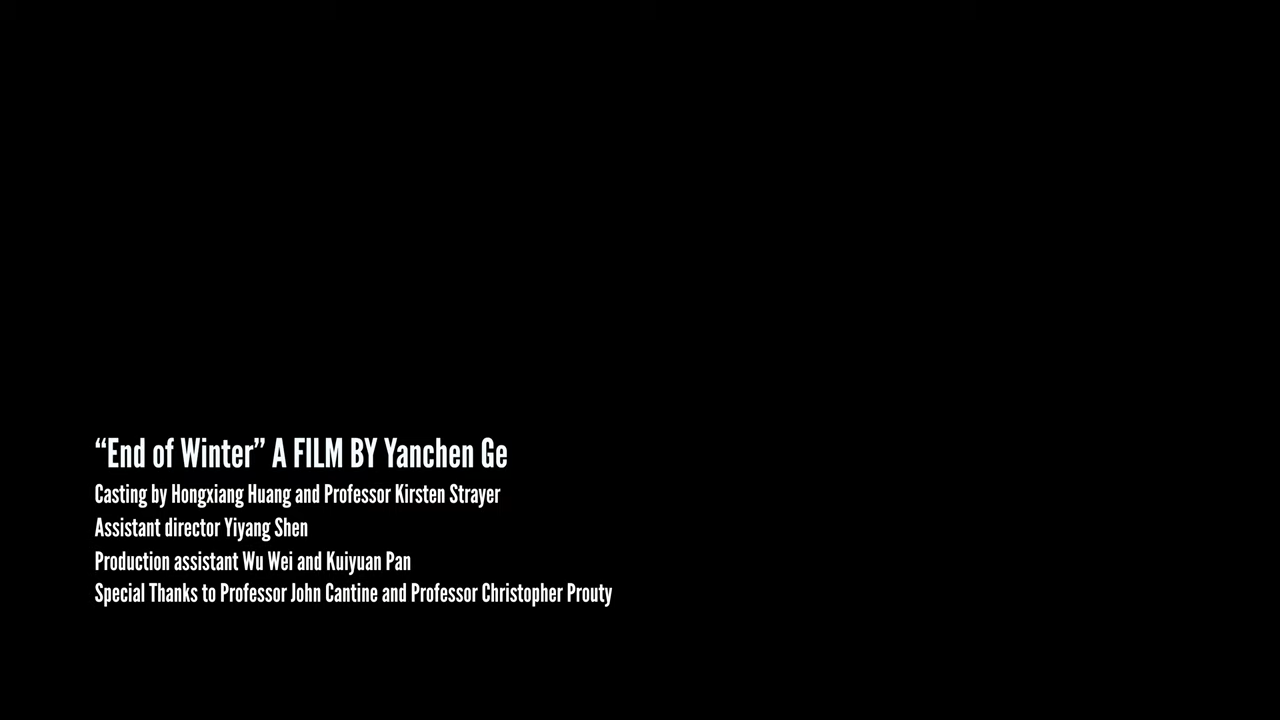 “End of Winter” A FILM BY Yanchen Ge
Casting by Hongxiang Huang and Professor Kirsten Strayer
Assistant director Yiyang Shen
Production assistant Wu Wei and Kuiyuan Pan
Special Thanks to Professor John Cantine and Professor Christopher Prouty